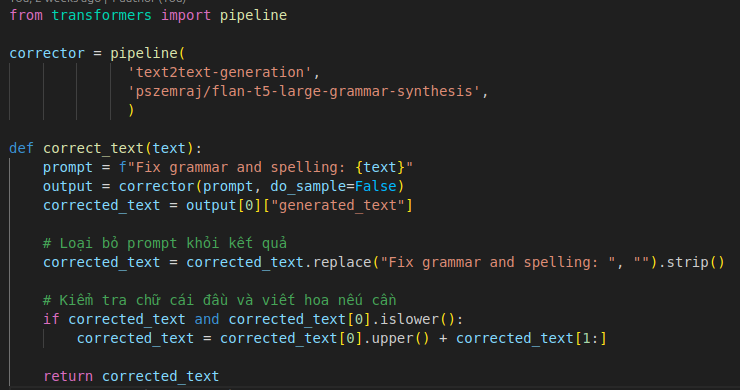 You, 2 weeks ago | 1 author (You)
from transformers import pipeline
corrector = pipeline(
'text2text-generation',
'pszemraj/flan-t5-large-grammar-synthesis',
)
def correct_text(text):
prompt = f"Fix grammar and spelling: {text}"
output = corrector(prompt, do_sample=False)
corrected_text = output[0]["generated_text"]
# Loại bỏ prompt khỏi kết quả
corrected_text = corrected_text.replace("Fix grammar and spelling: ", "").strip()
# Kiểm tra chữ cái đầu và viết hoa nếu cần
if corrected_text and corrected_text[0].islower():
corrected_text = corrected_text[0].upper() + corrected_text[1:]
return corrected_text